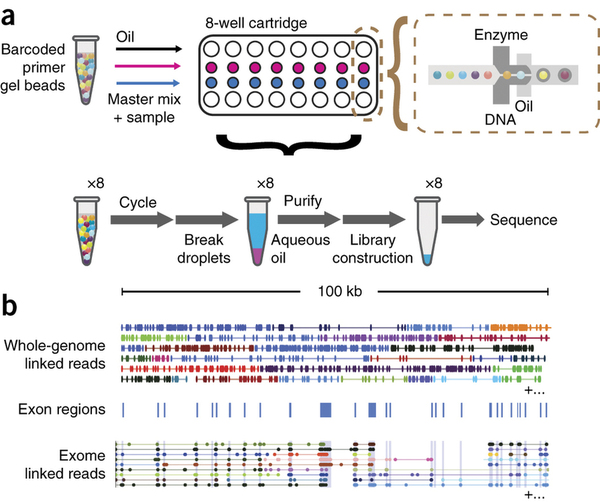 a
8-well cartridge
Barcoded
primer
gel beads
Oil
Master mix
+ sample
Enzyme
Oil
DNA
×8
Cycle
Break
droplets
×8
Purify
Aqueous
oil
Library
construction
×8
Sequence
b
100 kb
Whole-genome
linked reads
+...
Exon regions
Exome
linked reads
+...